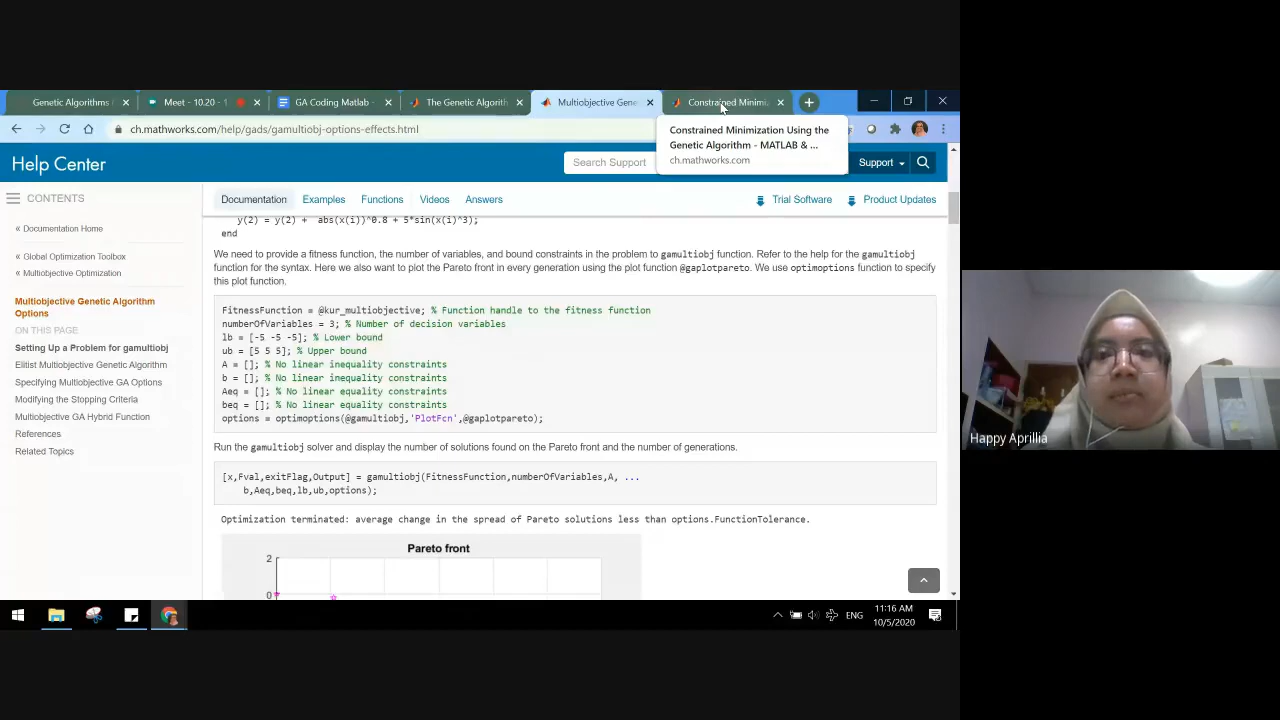 Genetic Algorithms
Meet - 10.20 - 1
GA Coding Matlab -
The Genetic Algorith
Multiobjective Gene
Constrained Minimiz
ch.mathworks.com/help/gads/gamultiobj-options-effects.html
Constrained Minimization Using the
Genetic Algorithm - MATLAB & ...
ch.mathworks.com
Help Center
Search Support
Support
CONTENTS
« Documentation Home
« Global Optimization Toolbox
« Multiobjective Optimization
Multiobjective Genetic Algorithm
Options
ON THIS PAGE
Setting Up a Problem for gamultiobj
Elitist Multiobjective Genetic Algorithm
Specifying Multiobjective GA Options
Modifying the Stopping Criteria
Multiobjective GA Hybrid Function
References
Related Topics
Documentation
Examples
Functions
Videos
Answers
Trial Software
Product Updates
y(2) = y(2) + abs(x(i))^0.8 + 5*sin(x(i)^3);
end
We need to provide a fitness function, the number of variables, and bound constraints in the problem to gamultiobj function. Refer to the help for the gamultiobj
function for the syntax. Here we also want to plot the Pareto front in every generation using the plot function @gaplotpareto. We use optimoptions function to specify
this plot function.
FitnessFunction = @kur_multiobjective; % Function handle to the fitness function
numberOfVariables = 3; % Number of decision variables
lb = [-5 -5 -5]; % Lower bound
ub = [5 5 5]; % Upper bound
A = []; % No linear inequality constraints
b = []; % No linear inequality constraints
Aeq = []; % No linear equality constraints
beq = []; % No linear equality constraints
options = optimoptions(@gamultiobj,'PlotFcn',@gaplotpareto);
Run the gamultiobj solver and display the number of solutions found on the Pareto front and the number of generations.
[x,Fval,exitFlag,Output] = gamultiobj(FitnessFunction,numberOfVariables,A, ...
b,Aeq,beq,lb,ub,options);
Optimization terminated: average change in the spread of Pareto solutions less than options.FunctionTolerance.
Pareto front
2
0
Happy Aprillia
ENG
11:16 AM
10/5/2020